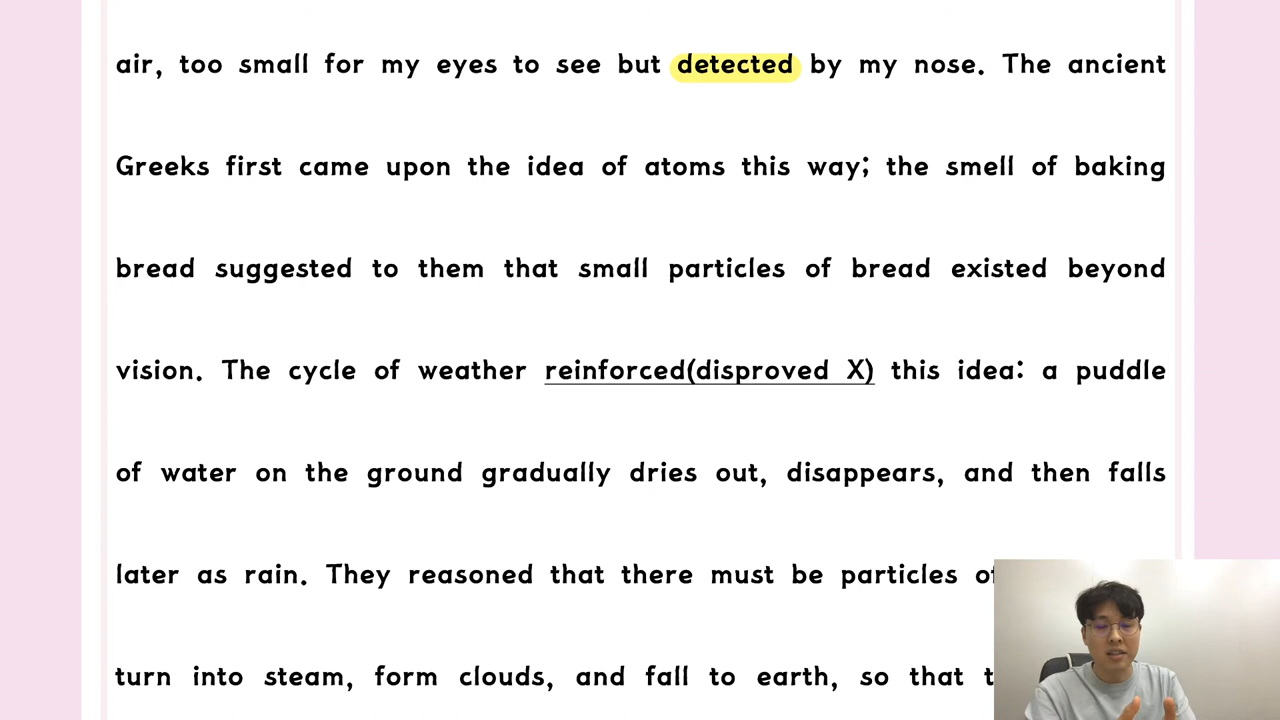 air, too small for my eyes to see but detected by my nose. The ancient
Greeks first came upon the idea of atoms this way; the smell of baking
bread suggested to them that small particles of bread existed beyond
vision. The cycle of weather reinforced(disproved X) this idea: a puddle
of water on the ground gradually dries out, disappears, and then falls
later as rain. They reasoned that there must be particles
turn into steam, form clouds, and fall to earth, so that